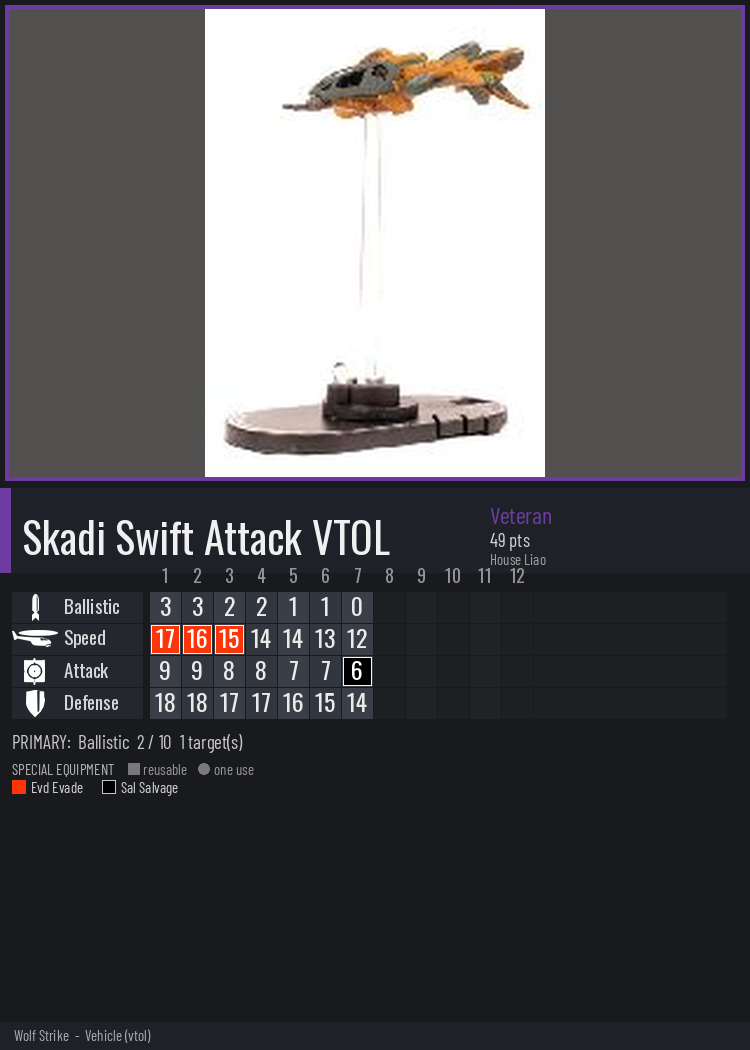 Skadi Swift Attack VTOL
Veteran
49 pts
House Liao
1 2 3 4 5 6 7 8 9 10 11 12
Ballistic 3 3 2 2 1 1 0
Speed 17 16 15 14 14 13 12
Attack 9 9 8 8 7 7 6
Defense 18 18 17 17 16 15 14
PRIMARY: Ballistic 2 / 10 1 target(s)
SPECIAL EQUIPMENT reusable one use
Evd Evade Sal Salvage
Wolf Strike - Vehicle (vtol)